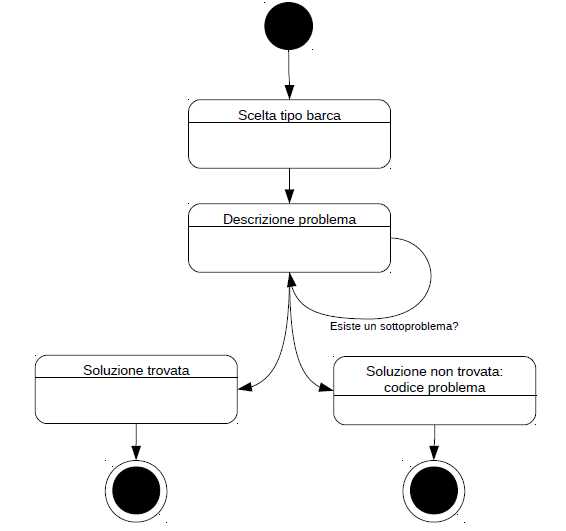 Scelta tipo barca
Descrizione problema
Esiste un sottoproblema?
Soluzione trovata
Soluzione non trovata:
codice problema